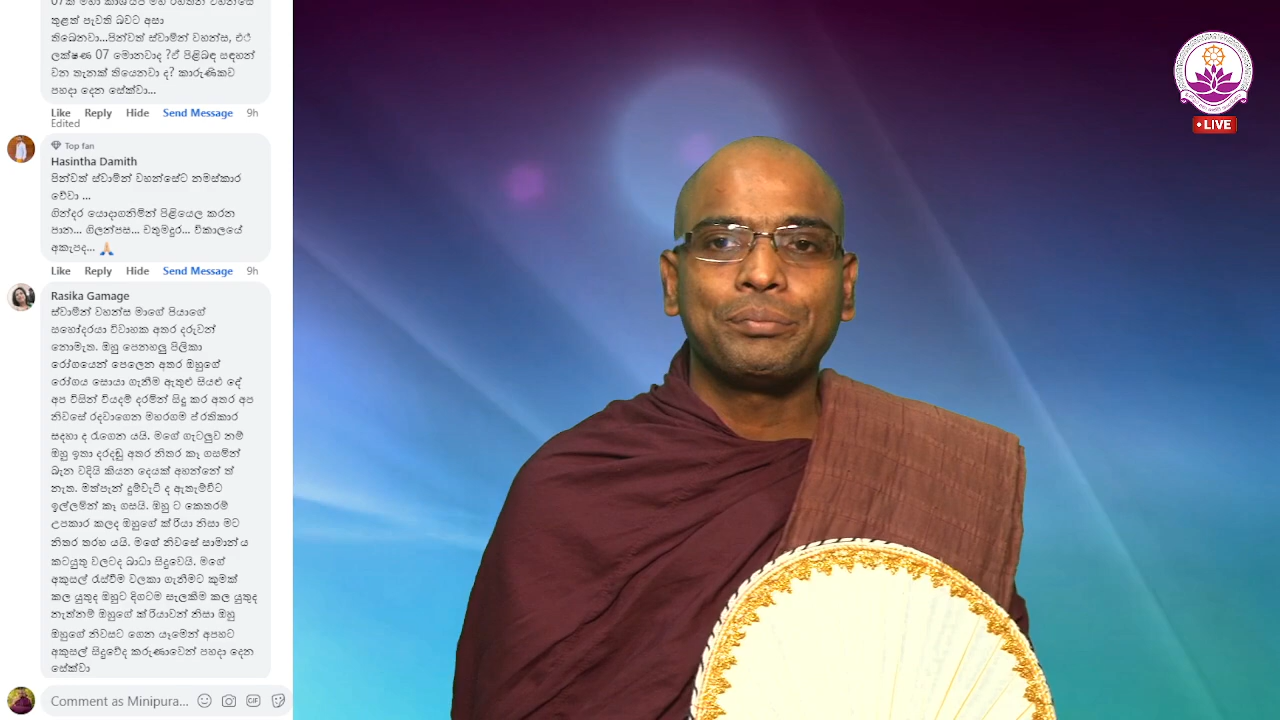 07ක් මහා කාශ්‍යප මහ රහතන් වහන්සේ
තුළත් පැවති බවට අසා
තිබෙනවා...පින්වත් ස්වාමීන් වහන්ස, එම
ලක්ෂණ 07 මොනවාද ?ඒ පිළිබඳ සඳහන්
වන තැනක් තියෙනවා ද? කාරුණිකව
පහදා දෙන සේක්වා...
Like Reply Hide Send Message 9h
Edited
Top fan
Hasintha Damith
පින්වත් ස්වාමීන් වහන්සේට නමස්කාර
වේවා ...
ගින්දර යොදාගනිමින් පිළියෙල කරන
පාන... ගිලන්පස... චතුමදුර... විකාලයේ
අකැපද... 🙏
Like Reply Hide Send Message 9h
Rasika Gamage
ස්වාමීන් වහන්ස මාගේ පියාගේ
සහෝදරයා විවාහක අතර දරුවන්
නොමැත. ඔහු පෙනහලු පිලිකා
රෝගයෙන් පෙලෙන අතර ඔහුගේ
රෝගය සොයා ගැනීම ඇතුළු සියළු දේ
අප විසින් වියදම් දරමින් සිදු කර අතර අප
නිවසේ රදවාගෙන මහරගම ප්‍රතිකාර
සඳහා ද රැගෙන යයි. මගේ ගැටලුව නම්
ඔහු ඉතා දරදඬු අතර නිතර කෑ ගසමින්
බැන වදියි කියන දෙයක් අහන්නේ ත්
නැත. මත්පැන් දුම්වැටි ද ඇතැම්විට
ඉල්ලමින් කෑ ගසයි. ඔහු ට කෙතරම්
උපකාර කලද ඔහුගේ ක්‍රියා නිසා මට
නිතර තරහ යයි. මගේ නිවසේ සාමාන්‍ය
කටයුතු වලටද බාධා සිදුවෙයි. මගේ
අකුසල් රැස්වීම වලකා ගැනීමට කුමක්
කල යුතුද ඔහුට දිගටම සැලකීම කල යුතුද
නැත්නම් ඔහුගේ ක්‍රියාවන් නිසා ඔහු
ඔහුගේ නිවසට ගෙන යෑමෙන් අපහට
අකුසල් සිදුවේද කරුණාවෙන් පහදා දෙන
සේක්වා
Comment as Minipura...
GIF
• LIVE